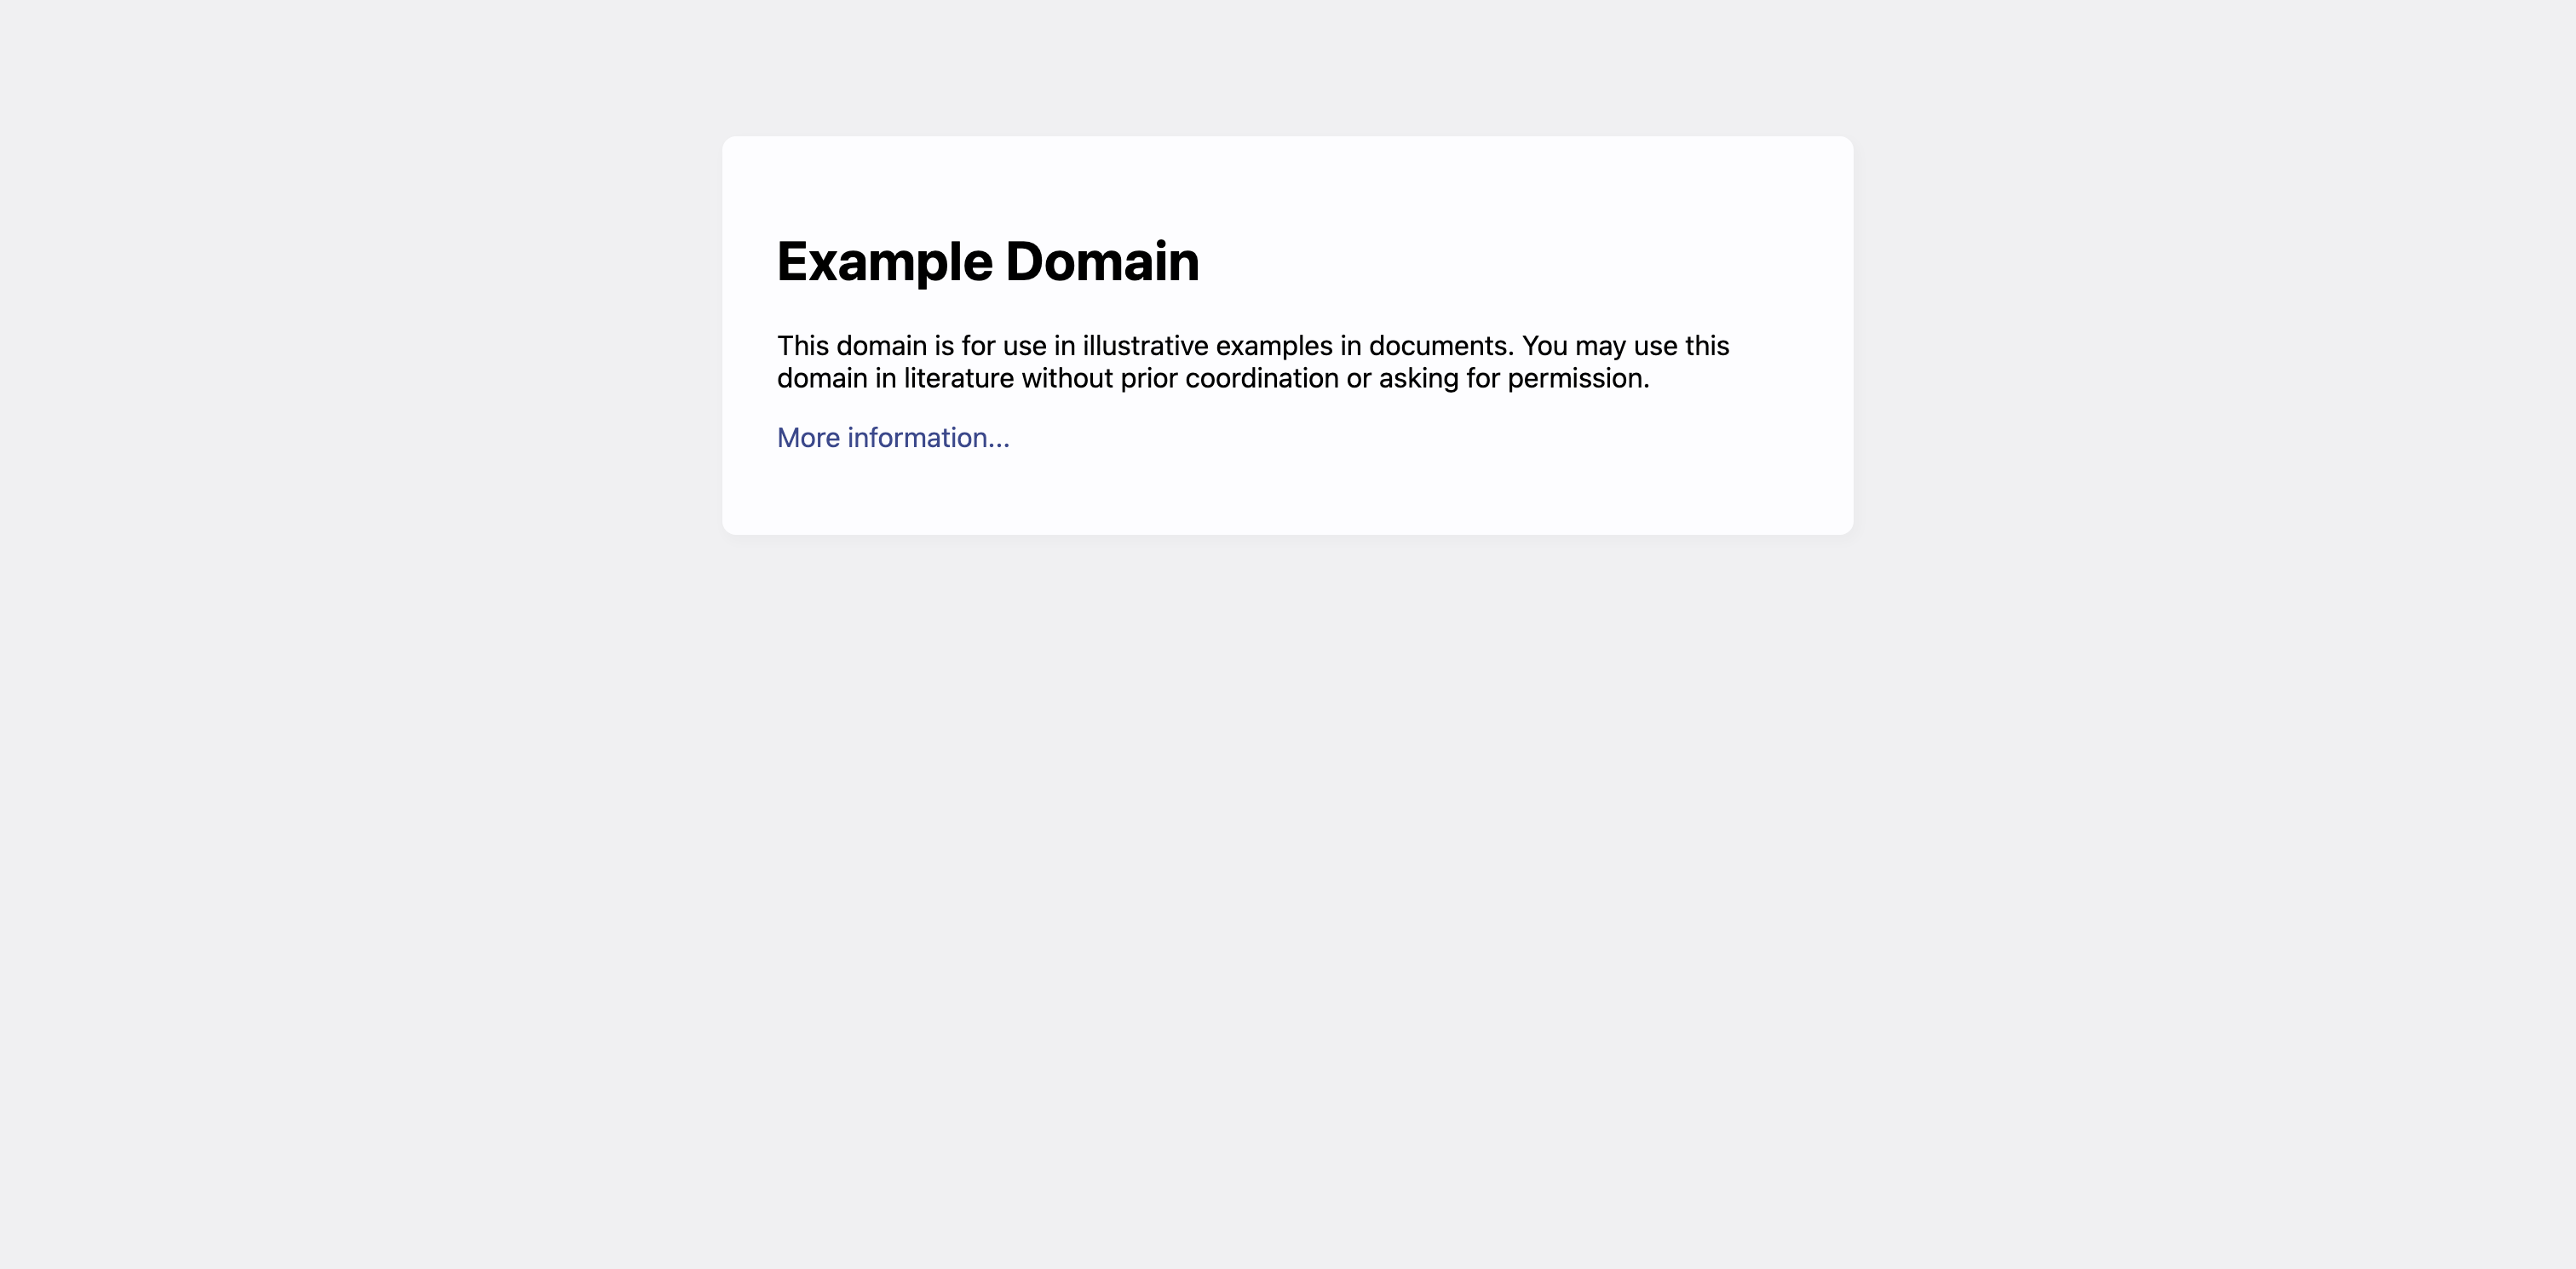 Example Domain
This domain is for use in illustrative examples in documents. You may use this
domain in literature without prior coordination or asking for permission.
More information...